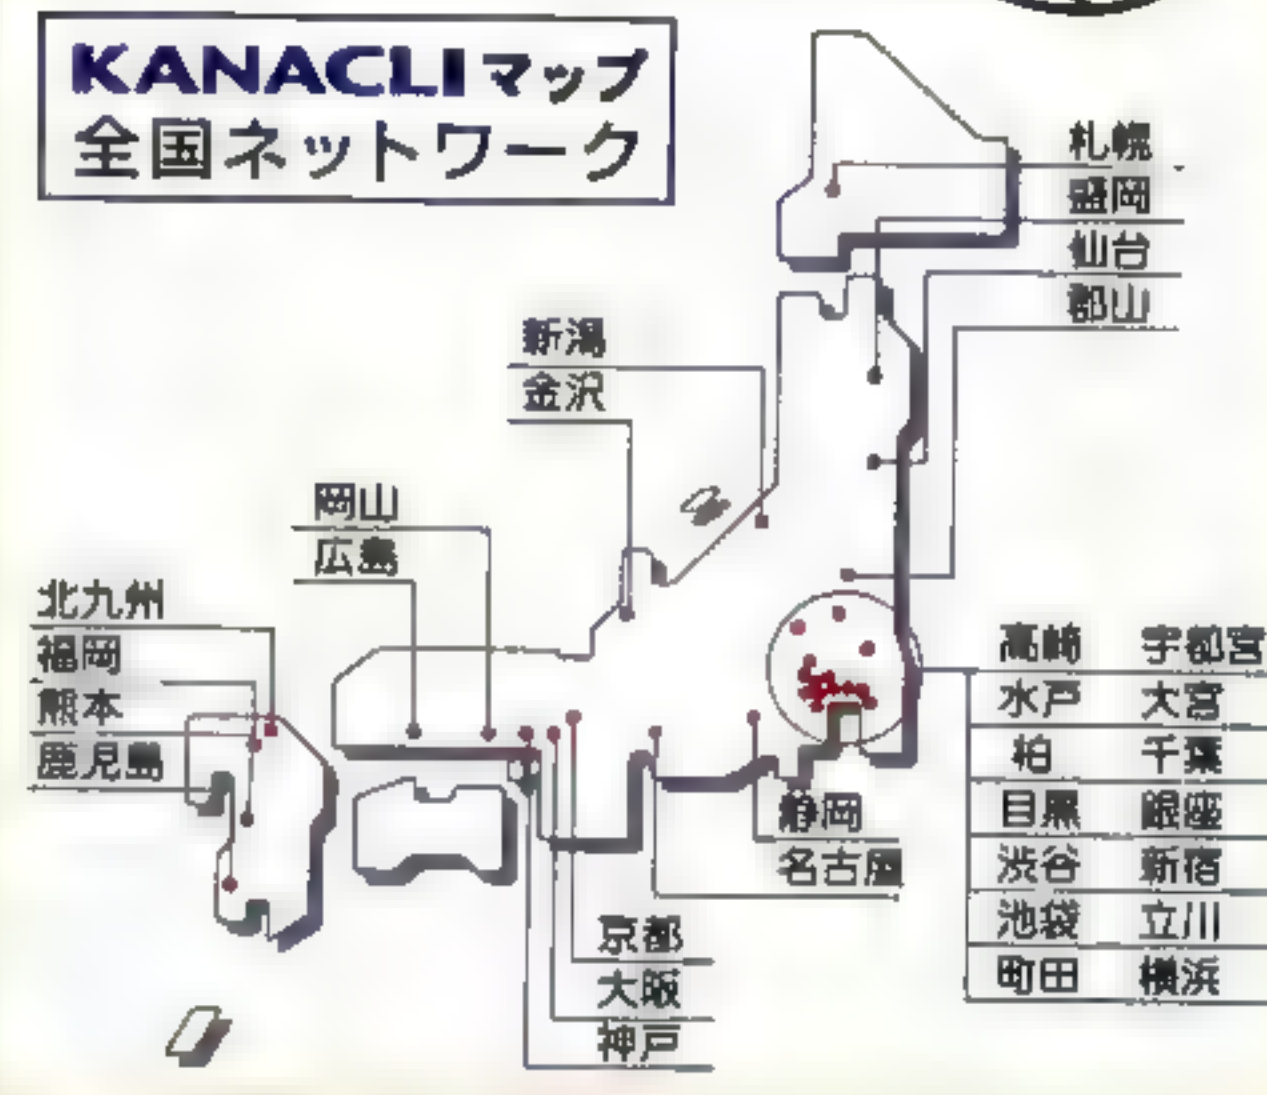 KANACLIマップ
全国ネットワーク
札幌
盛岡
仙台
郡山
新潟
金沢
岡山
広島
北九州
福岡
熊本
鹿児島
高崎 宇都宮
水戸 大宮
柏 千葉
目黒 銀座
渋谷 新宿
池袋 立川
町田 横浜
静岡
名古屋
京都
大阪
神戸